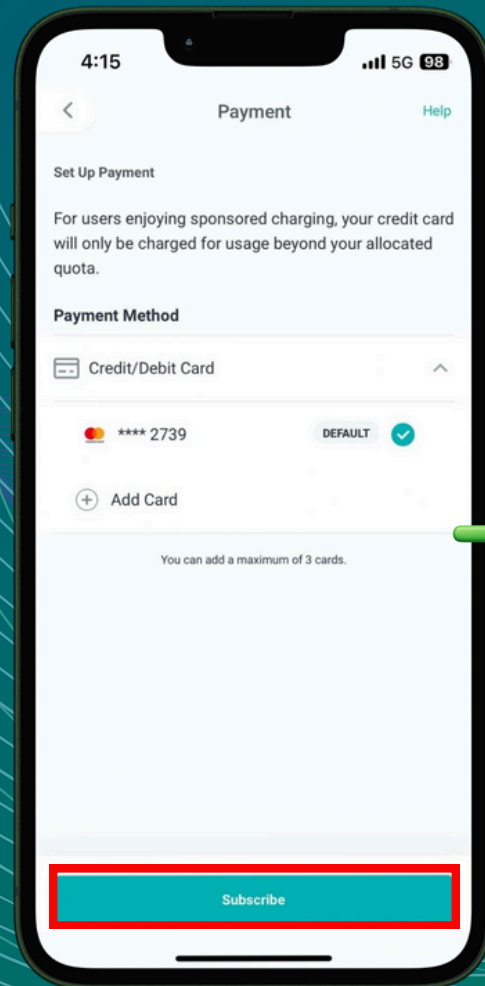 4:15
5G 98
Payment
Help
Set Up Payment
For users enjoying sponsored charging, your credit card
will only be charged for usage beyond your allocated
quota.
Payment Method
Credit/Debit Card
**** 2739
DEFAULT
Add Card
You can add a maximum of 3 cards.
Subscribe